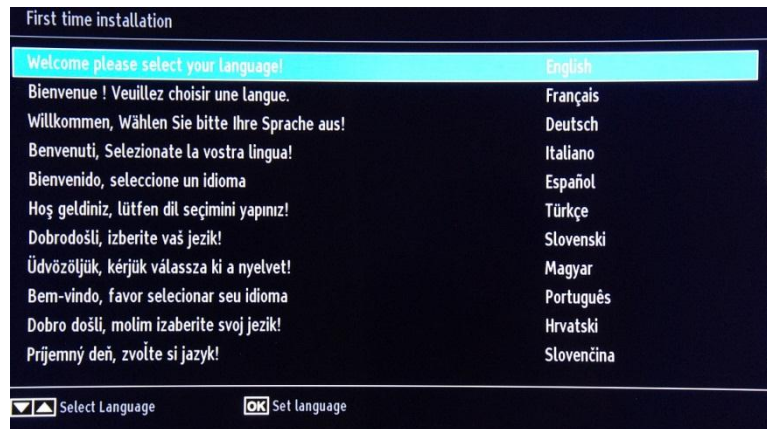 First time installation
Welcome please select your language! English
Bienvenue ! Veuillez choisir une langue. Français
Willkommen, Wählen Sie bitte Ihre Sprache aus! Deutsch
Benvenuti, Selezionate la vostra lingua! Italiano
Bienvenido, seleccione un idioma Español
Hoş geldiniz, lütfen dil seçimini yapınız! Türkçe
Dobrodošli, izberite vaš jezik! Slovenski
Üdvözöljük, kérjük válassza ki a nyelvet! Magyar
Bem-vindo, favor selecionar seu idioma Português
Dobro došli, molim izaberite svoj jezik! Hrvatski
Príjemný deň, zvoľte si jazyk! Slovenčina
Select Language OK Set language